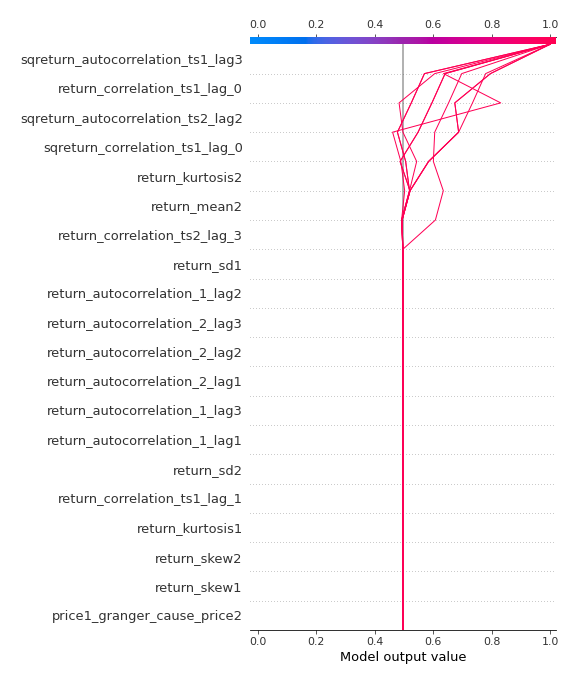 0.0 0.2 0.4 0.6 0.8 1.0
sqreturn_autocorrelation_ts1_lag3
return_correlation_ts1_lag_0
sqreturn_autocorrelation_ts2_lag2
sqreturn_correlation_ts1_lag_0
return_kurtosis2
return_mean2
return_correlation_ts2_lag_3
return_sd1
return_autocorrelation_1_lag2
return_autocorrelation_2_lag3
return_autocorrelation_2_lag2
return_autocorrelation_2_lag1
return_autocorrelation_1_lag3
return_autocorrelation_1_lag1
return_sd2
return_correlation_ts1_lag_1
return_kurtosis1
return_skew2
return_skew1
price1_granger_cause_price2
0.0 0.2 0.4 0.6 0.8 1.0
Model output value